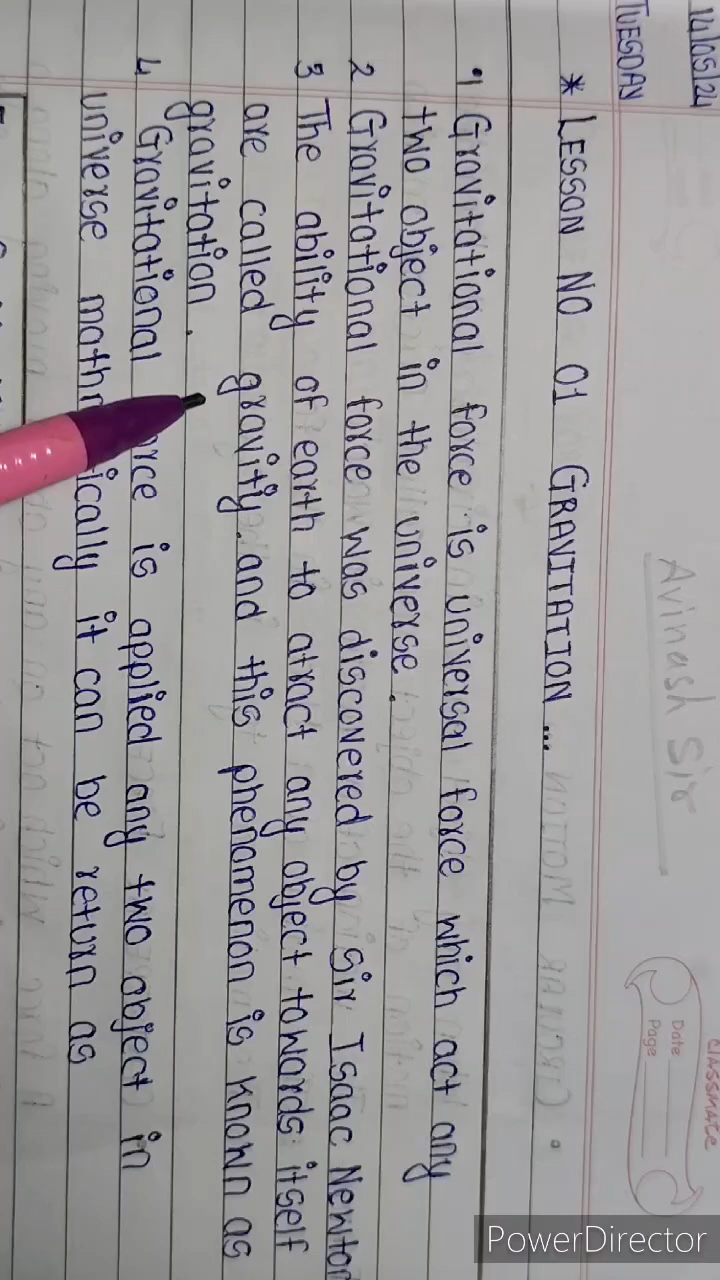 14/05/24
TUESDAY
Avinash Sir
classmate
Date
Page
* LESSON NO 01 GRAVITATION...
1 Gravitational force is universal force which act any
two object in the universe.
2 Gravitational force was discovered by sir Isaac Newton
3 The ability of earth to atract any object towards itself
are called gravity and this phenomenon is known as
gravitation.
4 Gravitational is applied any two object in
universe it can be return as
PowerDirector